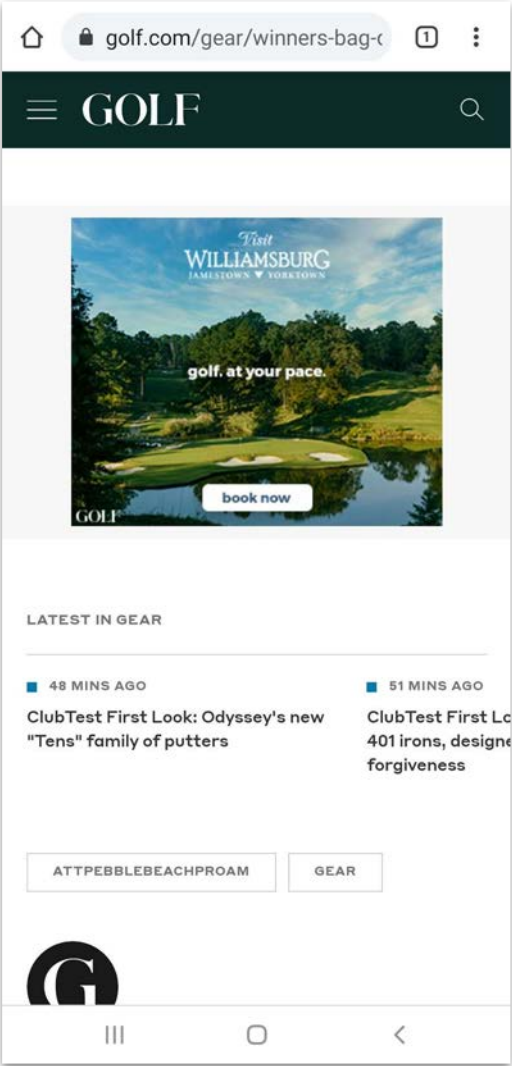 golf.com/gear/winners-bag-
1
GOLF
Visit
WILLIAMSBURG
JAMESTOWN ▼ YORKTOWN
golf. at your pace.
book now
GOLF
LATEST IN GEAR
48 MINS AGO
ClubTest First Look: Odyssey's new
"Tens" family of putters
51 MINS AGO
ClubTest First Lo
401 irons, designe
forgiveness
ATTPEBBLEBEACHPROAM
GEAR
G